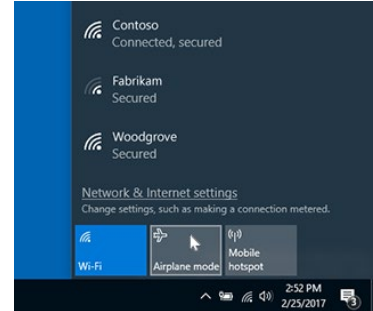 Contoso
Connected, secured
Fabrikam
Secured
Woodgrove
Secured
Network & Internet settings
Change settings, such as making a connection metered.
Wi-Fi
Airplane mode
Mobile
hotspot
2:52 PM
2/25/2017
3